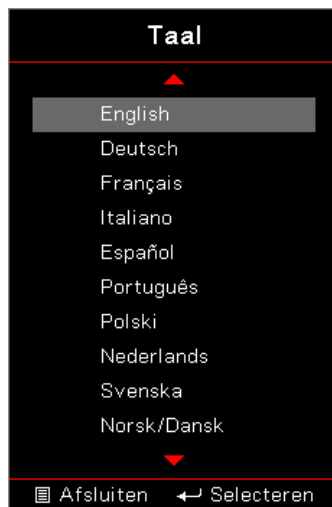 Taal
English
Deutsch
Français
Italiano
Español
Português
Polski
Nederlands
Svenska
Norsk/Dansk
Afsluiten Selecteren